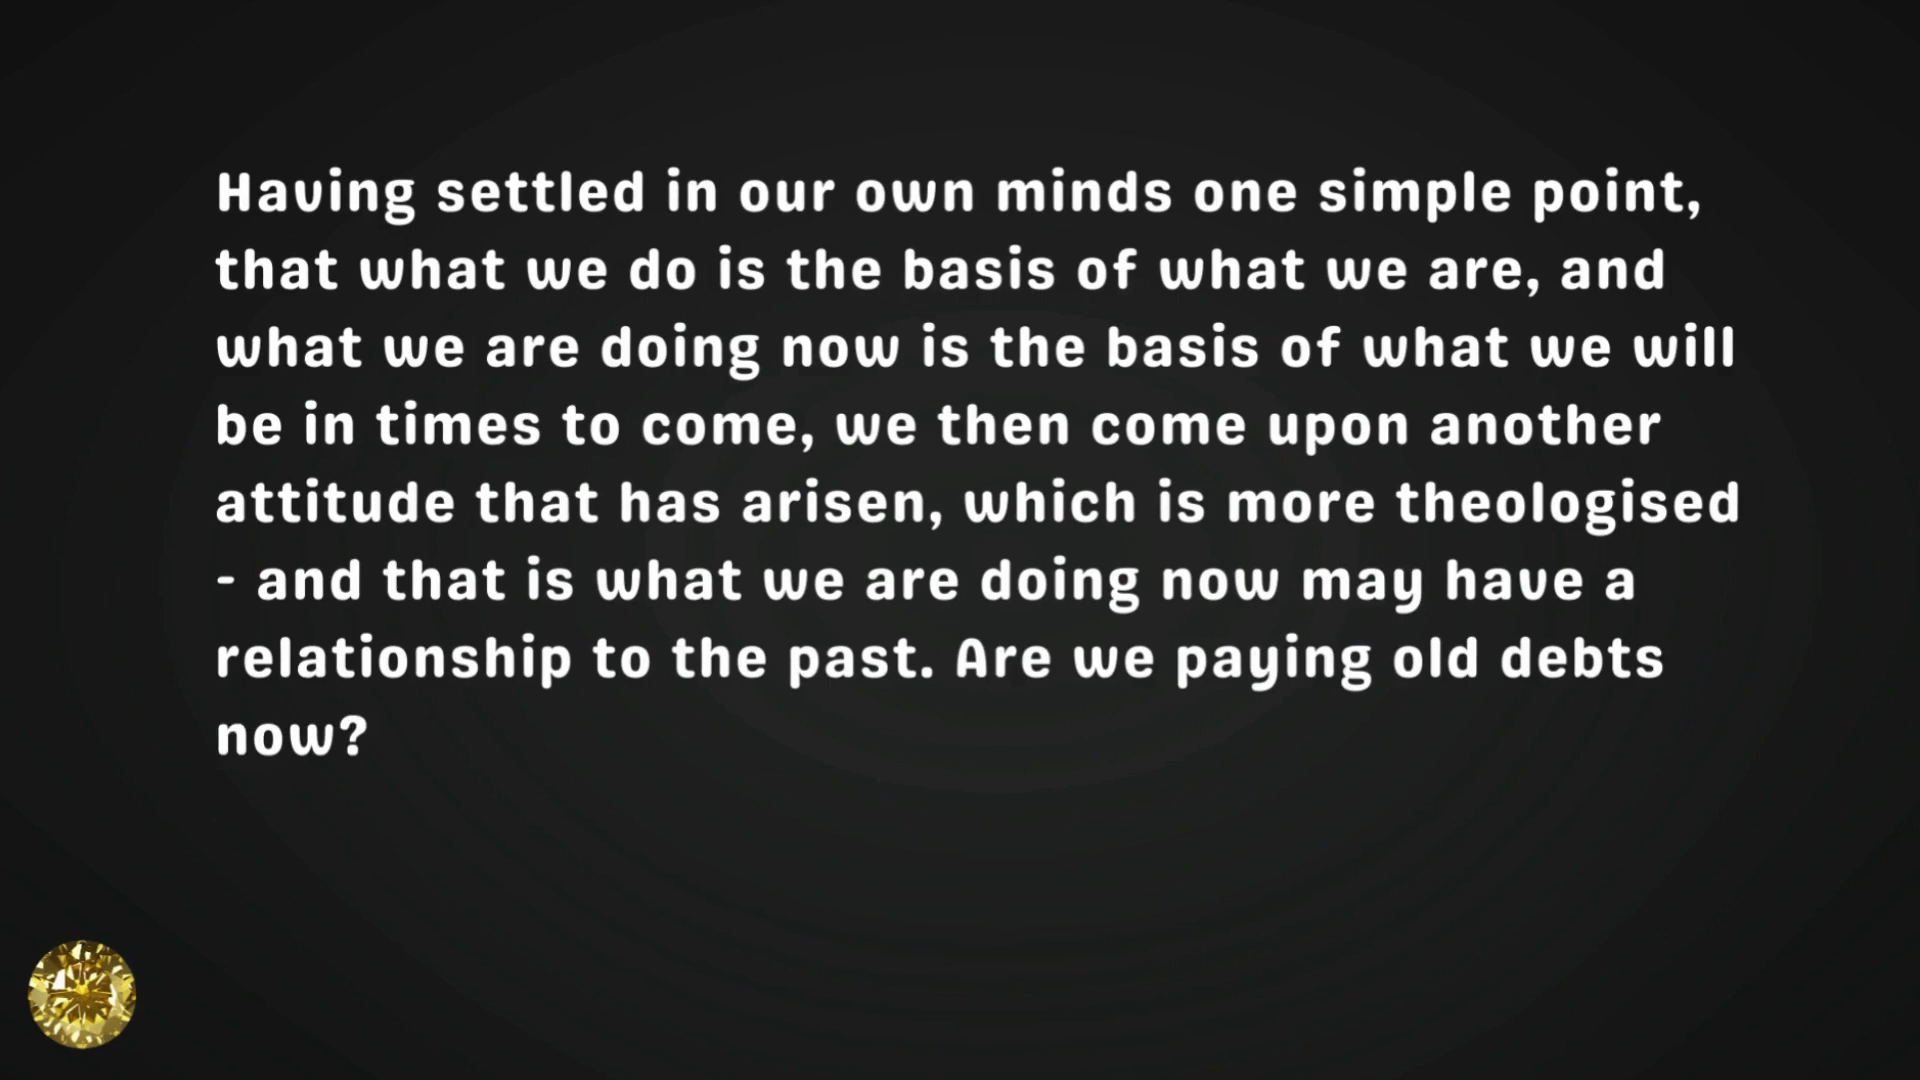 Having settled in our own minds one simple point,
that what we do is the basis of what we are, and
what we are doing now is the basis of what we will
be in times to come, we then come upon another
attitude that has arisen, which is more theologised
- and that is what we are doing now may have a
relationship to the past. Are we paying old debts
now?